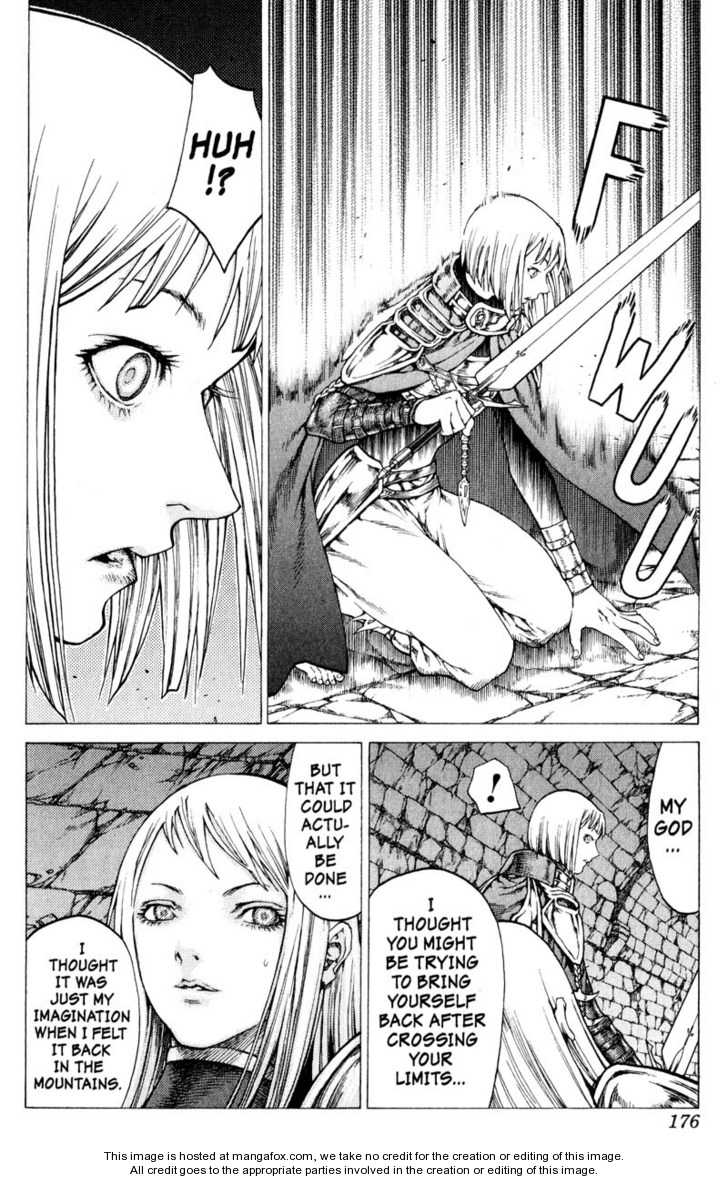 F
W
U
U
HUH
!?
MY
GOD
...
!
I
THOUGHT
YOU MIGHT
BE TRYING
TO BRING
YOURSELF
BACK AFTER
CROSSING
YOUR
LIMITS...
BUT
THAT IT
COULD
ACTU-
ALLY
BE
DONE
...
I
THOUGHT
IT WAS
JUST MY
IMAGINATION
WHEN I FELT
IT BACK
IN THE
MOUNTAINS.
176
This image is hosted at mangafox.com, we take no credit for the creation or editing of this image.
All credit goes to the appropriate parties involved in the creation or editing of this image.